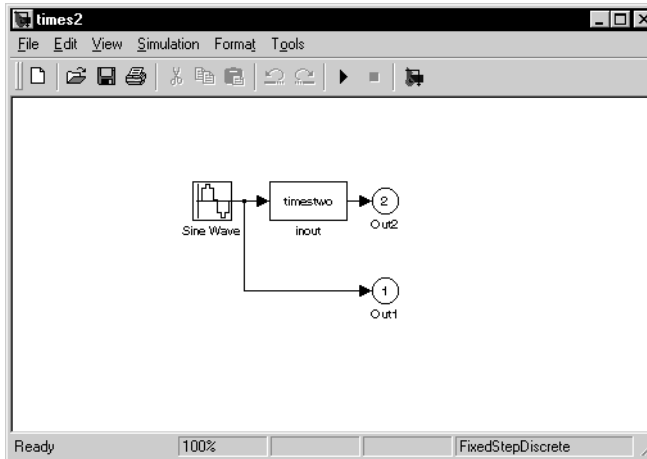 times2
File Edit View Simulation Format Tools
timestwo
2
Sine Wave
inout
Out2
1
Out1
Ready 100% FixedStepDiscrete